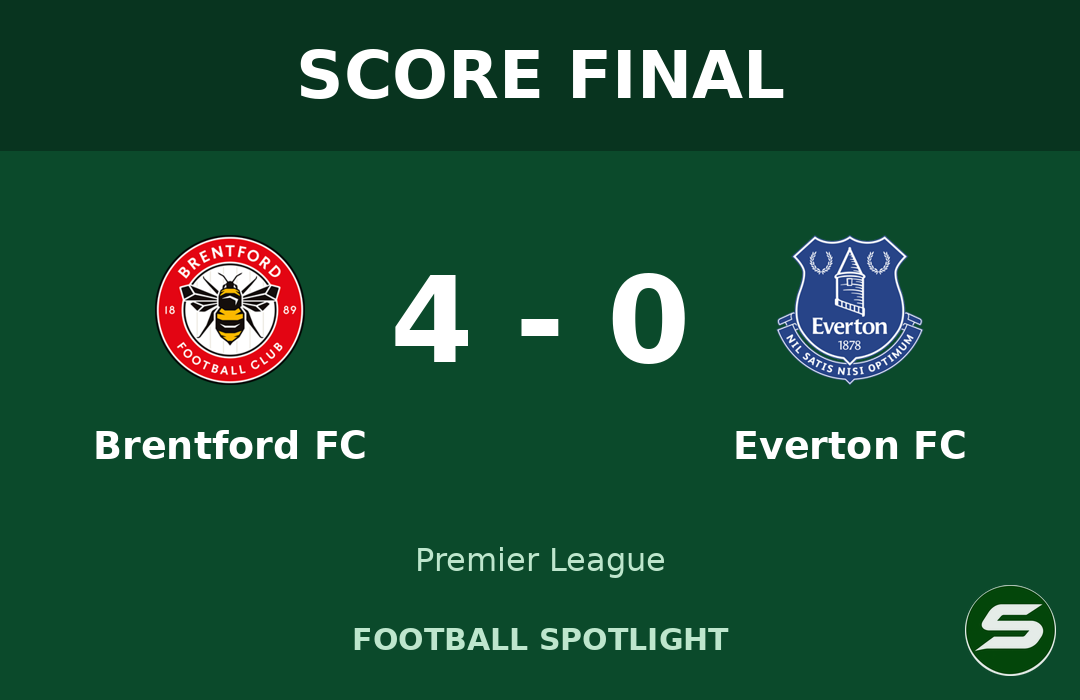 SCORE FINAL
BRENTFORD
18 89
FOOTBALL CLUB
4 - 0
Everton
1878
NIL SATIS NISI OPTIMUM
Brentford FC
Everton FC
Premier League
FOOTBALL SPOTLIGHT
S